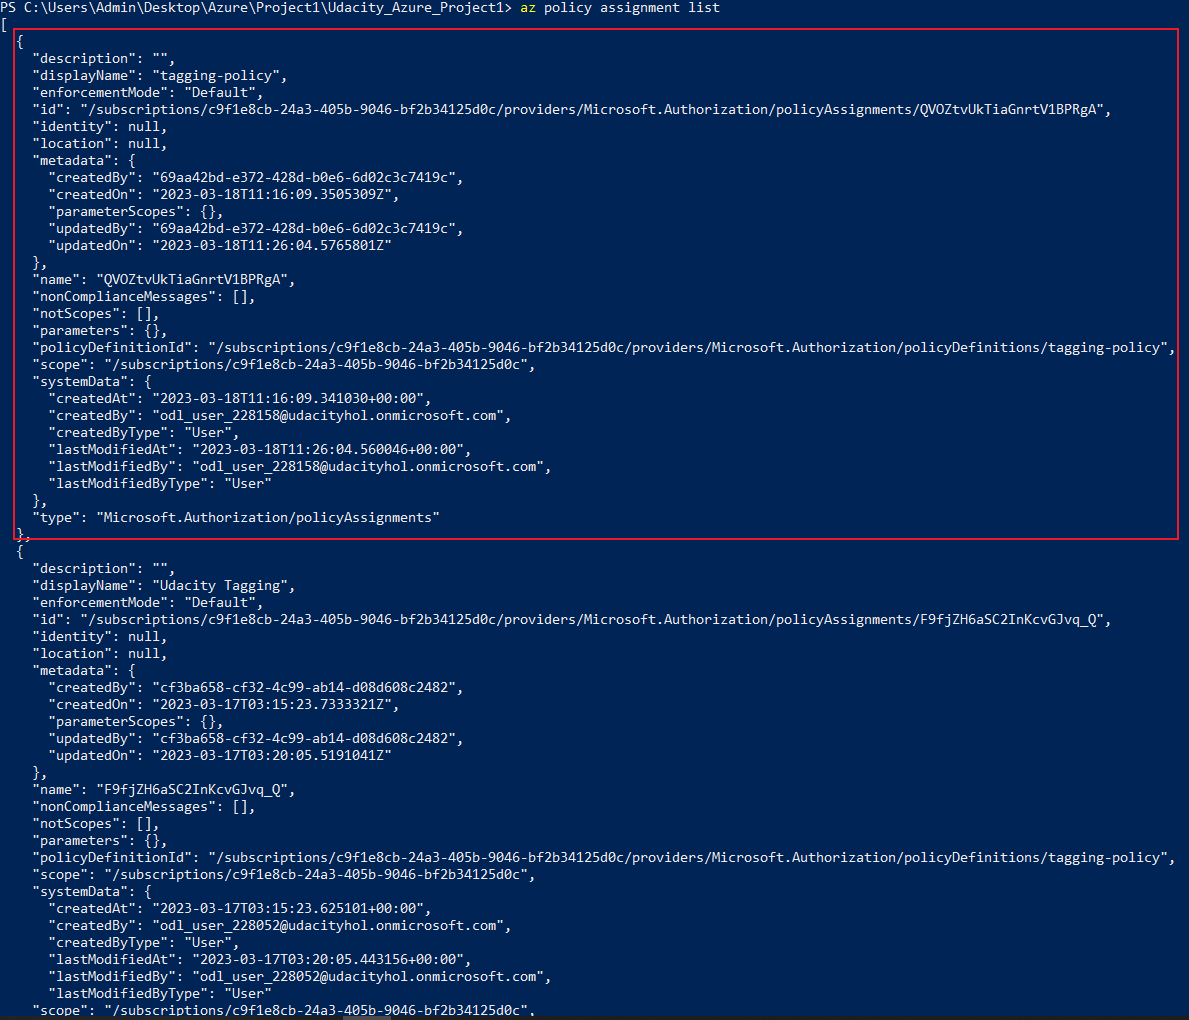 PS C:\Users\Admin\Desktop\Azure\Project1\Udacity_Azure_Project1> az policy assignment list
[
  {
    "description": "",
    "displayName": "tagging-policy",
    "enforcementMode": "Default",
    "id": "/subscriptions/c9f1e8cb-24a3-405b-9046-bf2b34125d0c/providers/Microsoft.Authorization/policyAssignments/QVOZtvUkTiaGnrtV1BPRgA",
    "identity": null,
    "location": null,
    "metadata": {
      "createdBy": "69aa42bd-e372-428d-b0e6-6d02c3c7419c",
      "createdOn": "2023-03-18T11:16:09.3505309Z",
      "parameterScopes": {},
      "updatedBy": "69aa42bd-e372-428d-b0e6-6d02c3c7419c",
      "updatedOn": "2023-03-18T11:26:04.5765801Z"
    },
    "name": "QVOZtvUkTiaGnrtV1BPRgA",
    "nonComplianceMessages": [],
    "notScopes": [],
    "parameters": {},
    "policyDefinitionId": "/subscriptions/c9f1e8cb-24a3-405b-9046-bf2b34125d0c/providers/Microsoft.Authorization/policyDefinitions/tagging-policy",
    "scope": "/subscriptions/c9f1e8cb-24a3-405b-9046-bf2b34125d0c",
    "systemData": {
      "createdAt": "2023-03-18T11:16:09.341030+00:00",
      "createdBy": "odl_user_228158@udacityhol.onmicrosoft.com",
      "createdByType": "User",
      "lastModifiedAt": "2023-03-18T11:26:04.560046+00:00",
      "lastModifiedBy": "odl_user_228158@udacityhol.onmicrosoft.com",
      "lastModifiedByType": "User"
    },
    "type": "Microsoft.Authorization/policyAssignments"
  },
  {
    "description": "",
    "displayName": "Udacity Tagging",
    "enforcementMode": "Default",
    "id": "/subscriptions/c9f1e8cb-24a3-405b-9046-bf2b34125d0c/providers/Microsoft.Authorization/policyAssignments/F9fjZH6aSC2InKcvGJvq_Q",
    "identity": null,
    "location": null,
    "metadata": {
      "createdBy": "cf3ba658-cf32-4c99-ab14-d08d608c2482",
      "createdOn": "2023-03-17T03:15:23.7333321Z",
      "parameterScopes": {},
      "updatedBy": "cf3ba658-cf32-4c99-ab14-d08d608c2482",
      "updatedOn": "2023-03-17T03:20:05.5191041Z"
    },
    "name": "F9fjZH6aSC2InKcvGJvq_Q",
    "nonComplianceMessages": [],
    "notScopes": [],
    "parameters": {},
    "policyDefinitionId": "/subscriptions/c9f1e8cb-24a3-405b-9046-bf2b34125d0c/providers/Microsoft.Authorization/policyDefinitions/tagging-policy",
    "scope": "/subscriptions/c9f1e8cb-24a3-405b-9046-bf2b34125d0c",
    "systemData": {
      "createdAt": "2023-03-17T03:15:23.625101+00:00",
      "createdBy": "odl_user_228052@udacityhol.onmicrosoft.com",
      "createdByType": "User",
      "lastModifiedAt": "2023-03-17T03:20:05.443156+00:00",
      "lastModifiedBy": "odl_user_228052@udacityhol.onmicrosoft.com",
      "lastModifiedByType": "User"
    "scope": "/subscriptions/c9f1e8cb-24a3-405b-9046-bf2b34125d0c",